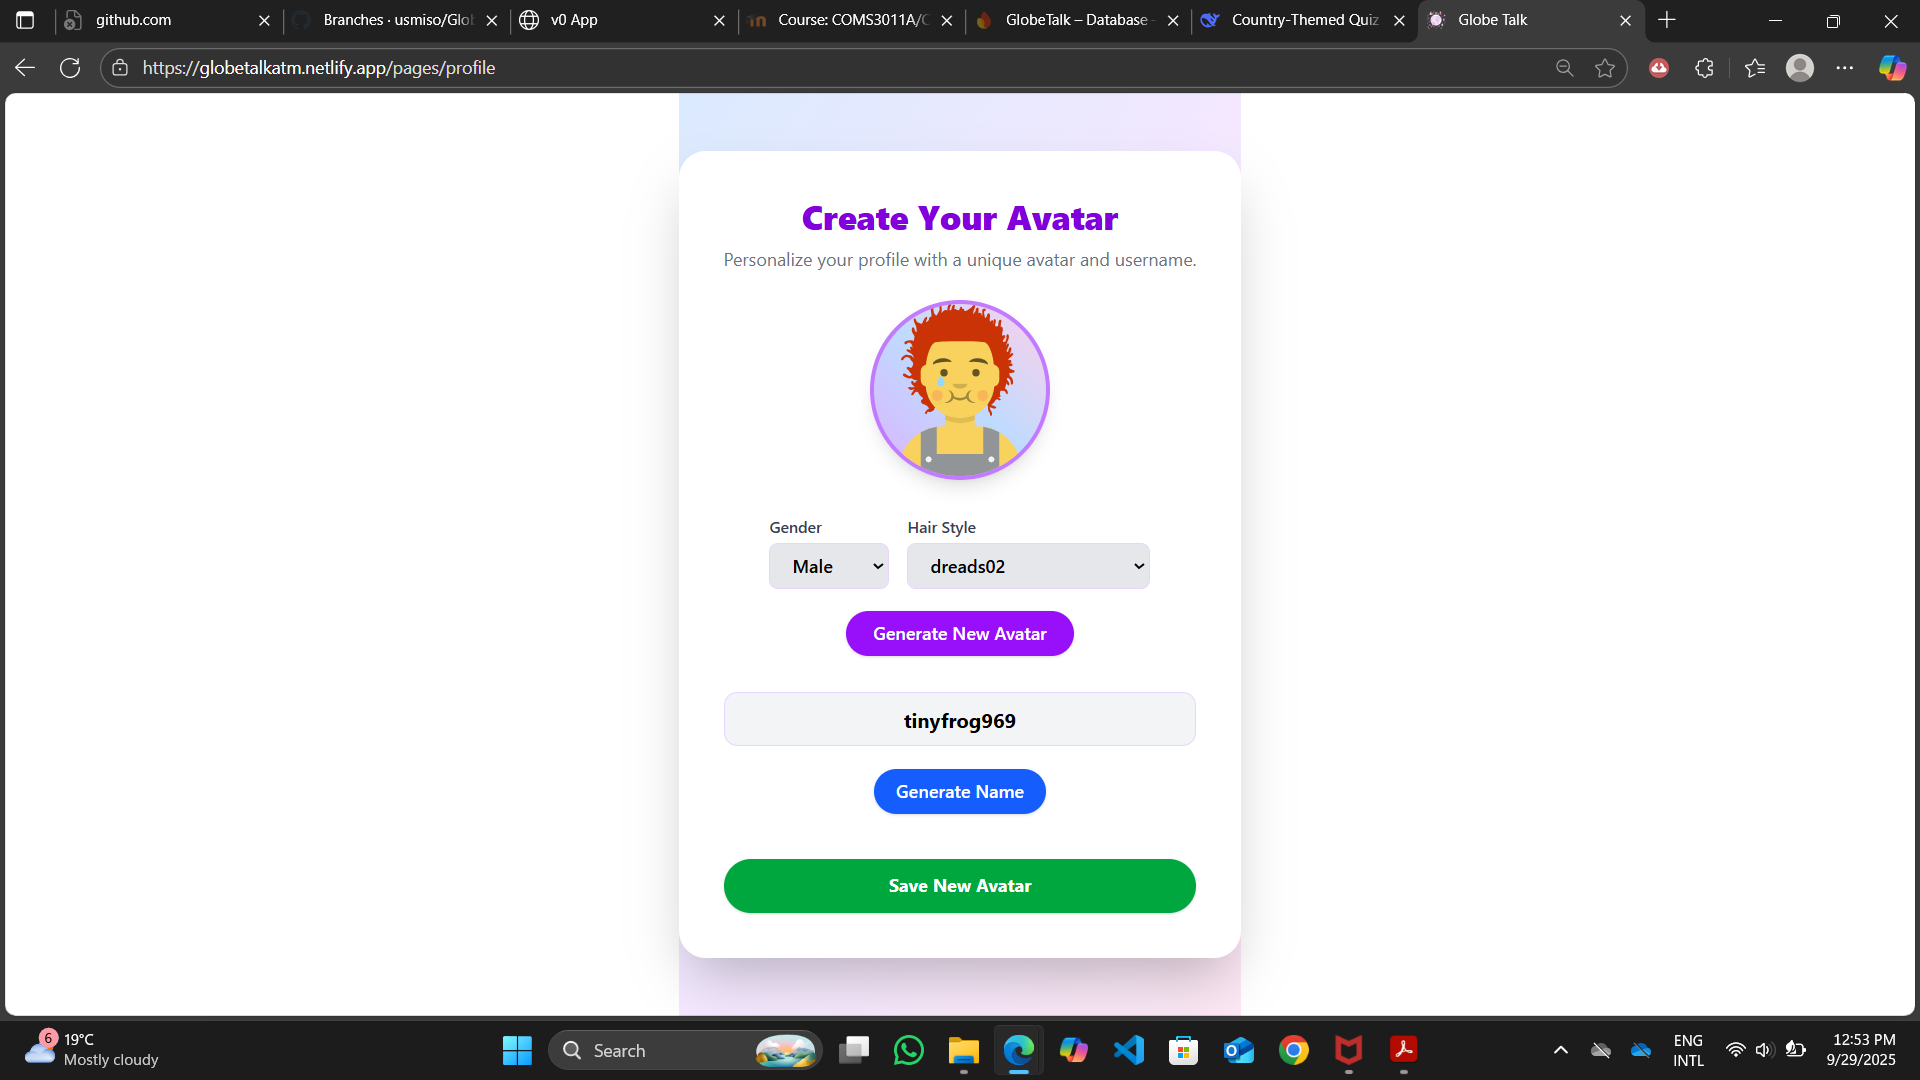 github.com
Branches · usmiso/Glo
v0 App
Course: COMS3011A/C
GlobeTalk – Database
Country-Themed Quiz
Globe Talk
https://globetalkatm.netlify.app/pages/profile
Create Your Avatar
Personalize your profile with a unique avatar and username.
Gender
Hair Style
Male
dreads02
Generate New Avatar
tinyfrog969
Generate Name
Save New Avatar
6
19°C
Mostly cloudy
Search
ENG
INTL
12:53 PM
9/29/2025